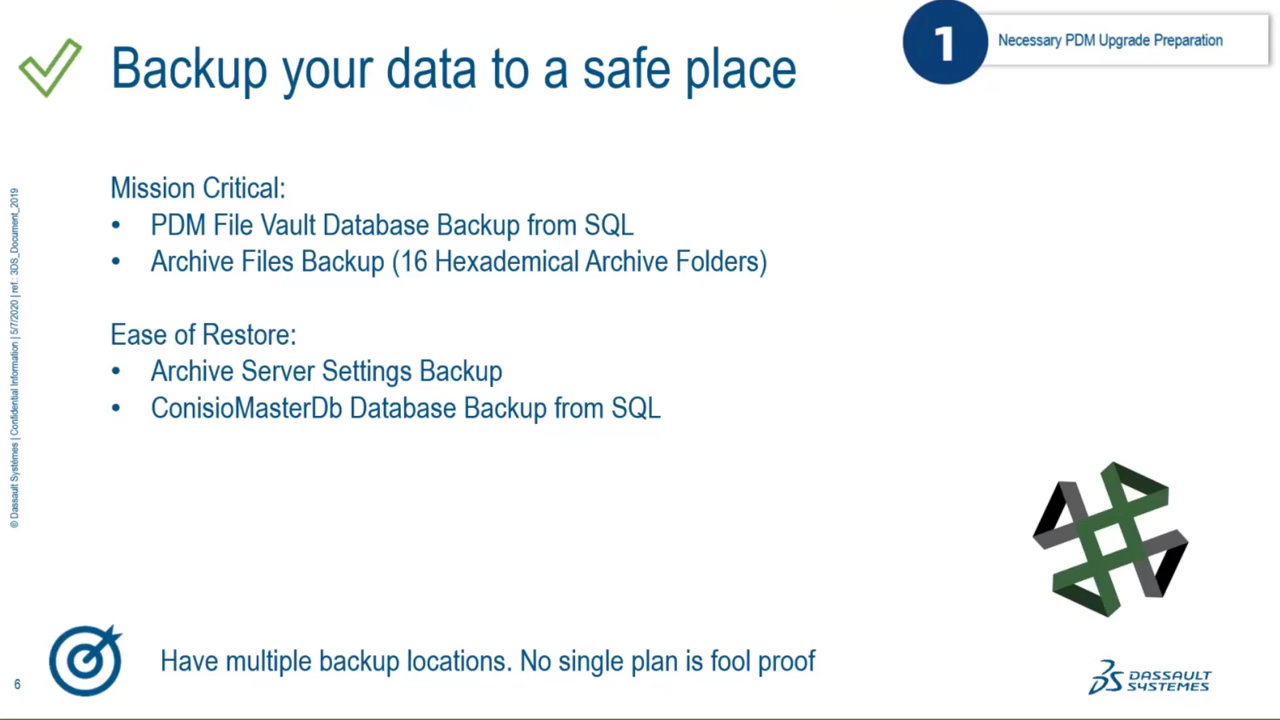 1
Necessary PDM Upgrade Preparation
Backup your data to a safe place
Mission Critical:
• PDM File Vault Database Backup from SQL
• Archive Files Backup (16 Hexademical Archive Folders)
Ease of Restore:
• Archive Server Settings Backup
• ConisioMasterDb Database Backup from SQL
© Dassault Systèmes | Confidential Information | 5/7/2020 | ref.: 3DS_Document_2019
Have multiple backup locations. No single plan is fool proof
6
DASSAULT
SYSTEMES